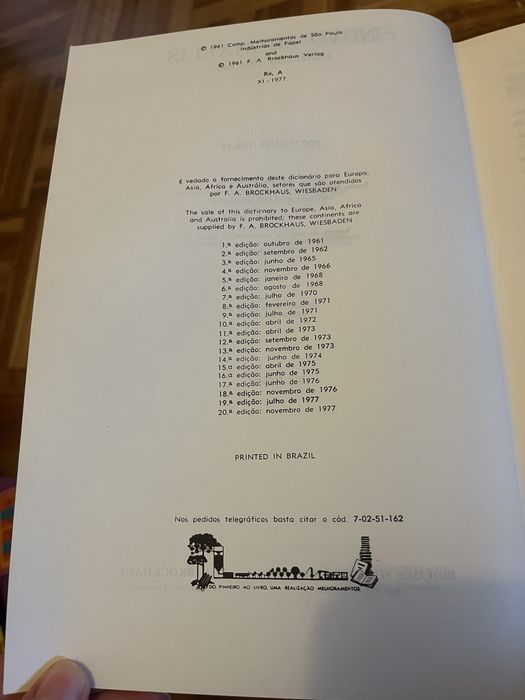 © 1961 Comp. Melhoramentos de São Paulo
Indústrias de Papel
and
© 1961 F. A. Brockhaus Verlag
Rx, A
XI - 1977
É vedado o fornecimento deste dicionário para Europa,
Ásia, África e Austrália, setores que são atendidos
por F. A. BROCKHAUS, WIESBADEN
The sale of this dictionary to Europe, Asia, Africa
and Australia is prohibited; these continents are
supplied by F. A. BROCKHAUS, WIESBADEN
1.ª edição: outubro de 1961
2.ª edição: setembro de 1962
3.ª edição: junho de 1965
4.ª edição: novembro de 1966
5.ª edição: janeiro de 1968
6.ª edição: agosto de 1968
7.ª edição: julho de 1970
8.ª edição: fevereiro de 1971
9.ª edição: julho de 1971
10.ª edição: abril de 1972
11.ª edição: abril de 1973
12.ª edição: setembro de 1973
13.ª edição: novembro de 1973
14.ª edição: junho de 1974
15.a edição: abril de 1975
16.a edição: junho de 1975
17.ª edição: junho de 1976
18.ª edição: novembro de 1976
19.ª edição: julho de 1977
20.ª edição: novembro de 1977
PRINTED IN BRAZIL
Nos pedidos telegráficos basta citar o cód. 7-02-51-162
DO PINHEIRO AO LIVRO, UMA REALIZAÇÃO MELHORAMENTOS